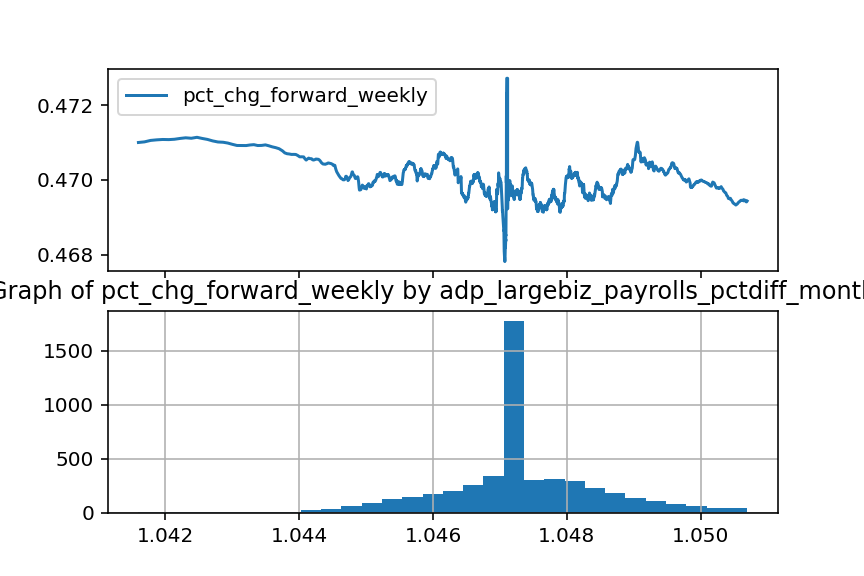 pct_chg_forward_weekly
0.472
0.470
0.468
Graph of pct_chg_forward_weekly by adp_largebiz_payrolls_pctdiff_month
1500
1000
500
0
1.042 1.044 1.046 1.048 1.050